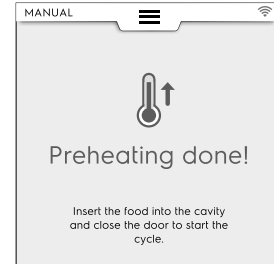 MANUAL
Preheating done!
Insert the food into the cavity
and close the door to start the
cycle.